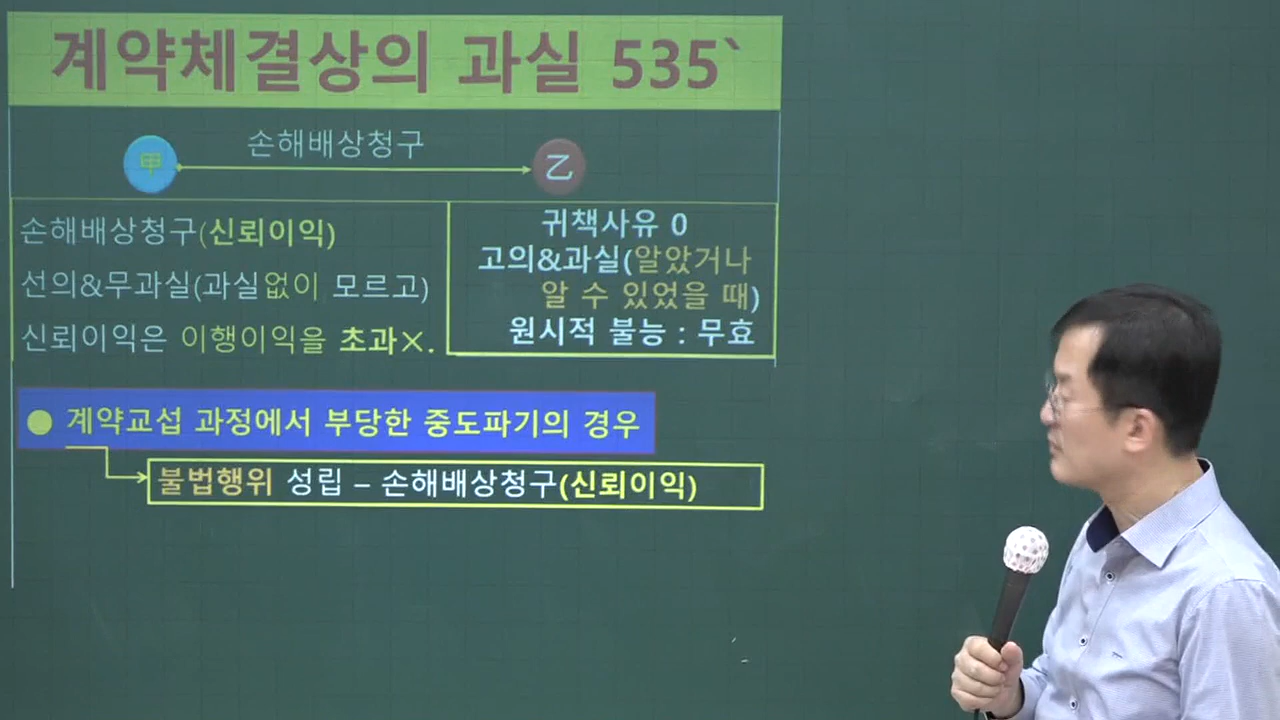 계약체결상의 과실 535`
손해배상청구
甲
乙
손해배상청구(신뢰이익)
선의&무과실(과실없이 모르고)
신뢰이익은 이행이익을 초과×.
귀책사유 0
고의&과실(알았거나
알 수 있었을 때)
원시적 불능 : 무효
● 계약교섭 과정에서 부당한 중도파기의 경우
불법행위 성립 – 손해배상청구(신뢰이익)